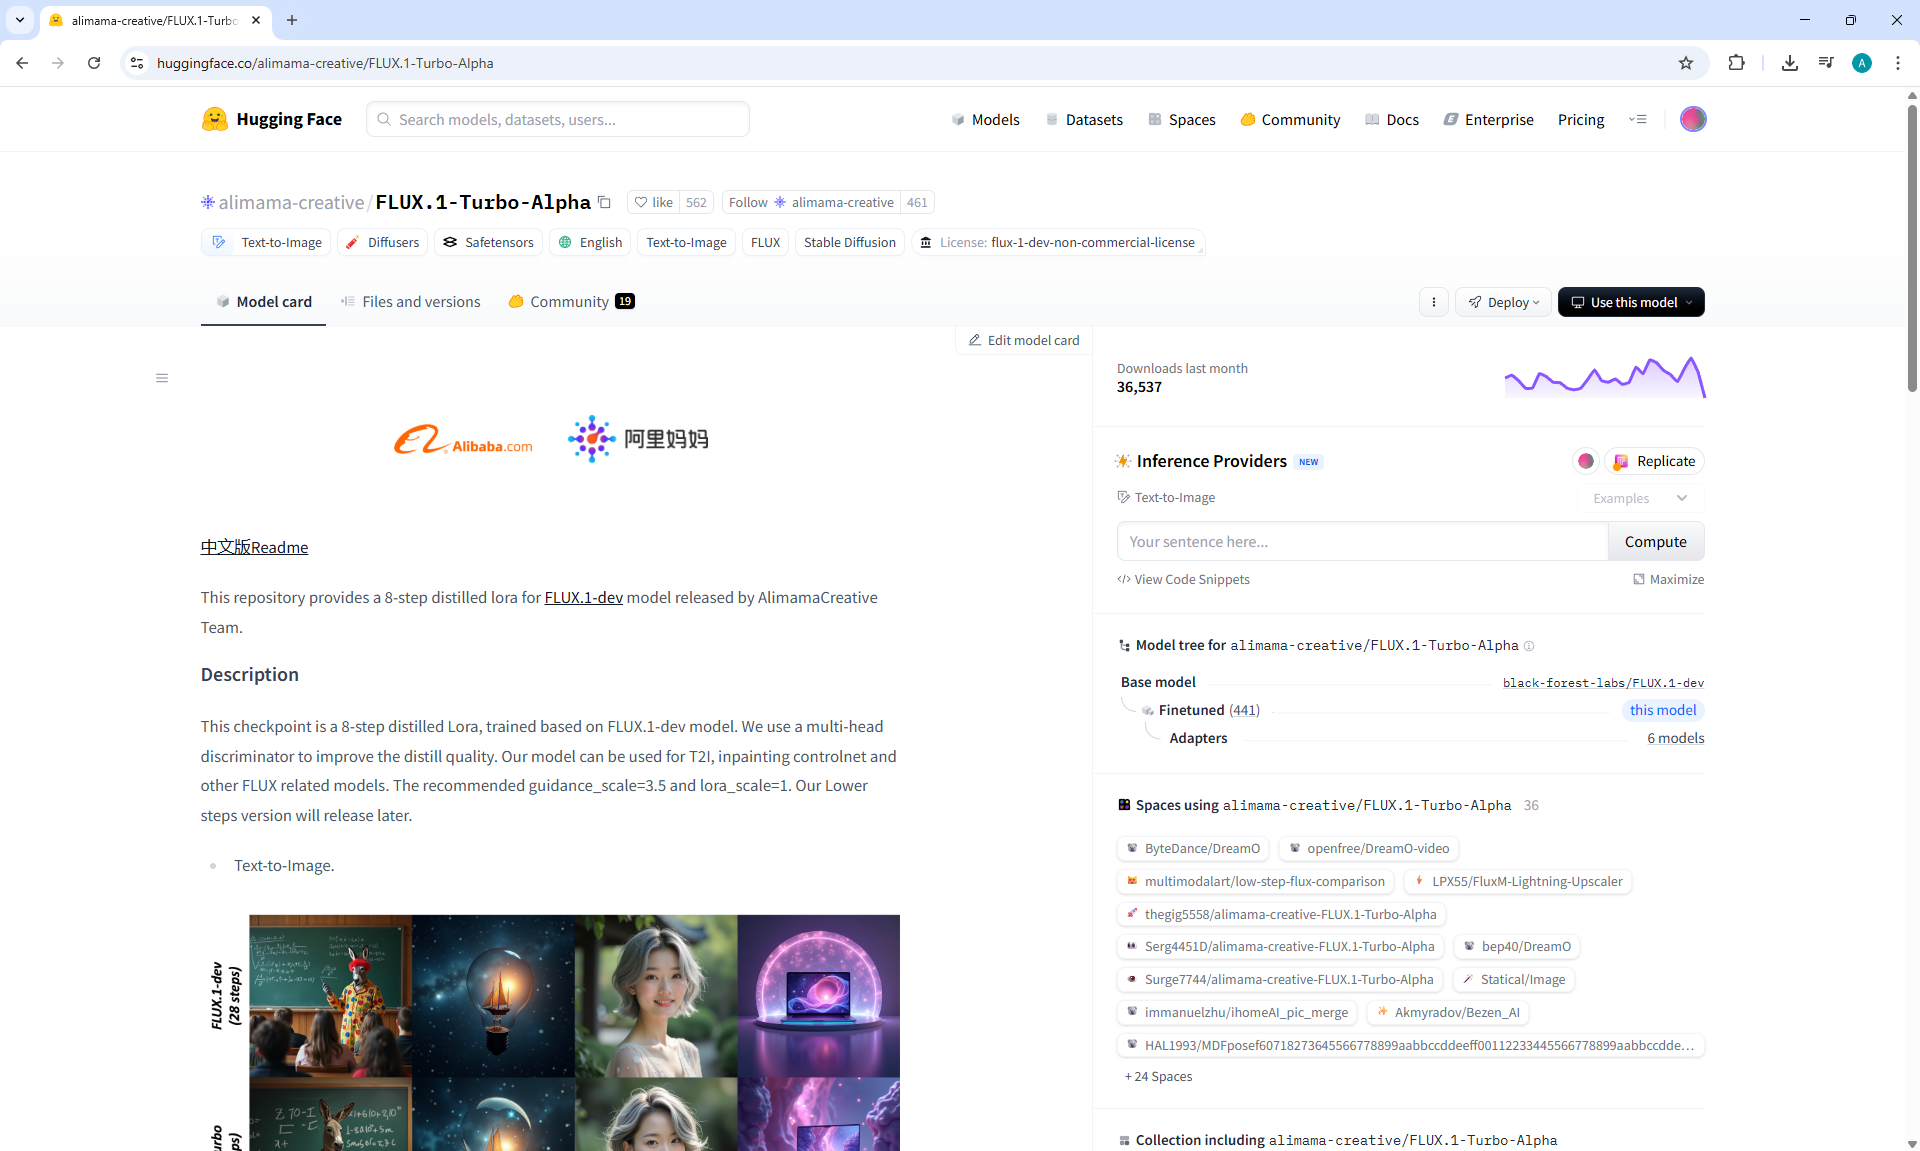 alimama-creative/FLUX.1-Turbo
huggingface.co/alimama-creative/FLUX.1-Turbo-Alpha
A
Hugging Face
Search models, datasets, users...
Models
Datasets
Spaces
Community
Docs
Enterprise
Pricing
alimama-creative/FLUX.1-Turbo-Alpha
like 562
Follow alimama-creative 461
Text-to-Image
Diffusers
Safetensors
English
Text-to-Image
FLUX
Stable Diffusion
License: flux-1-dev-non-commercial-license
Model card
Files and versions
Community 19
Deploy
Use this model
Edit model card
Alibaba.com
阿里妈妈
中文版Readme
This repository provides a 8-step distilled lora for FLUX.1-dev model released by AlimamaCreative
Team.
Description
This checkpoint is a 8-step distilled Lora, trained based on FLUX.1-dev model. We use a multi-head
discriminator to improve the distill quality. Our model can be used for T2I, inpainting controlnet and
other FLUX related models. The recommended guidance_scale=3.5 and lora_scale=1. Our Lower
steps version will release later.
Text-to-Image.
FLUX.1-dev
(28 steps)
Downloads last month
36,537
Inference Providers NEW
Replicate
Text-to-Image
Examples
Your sentence here...
Compute
View Code Snippets
Maximize
Model tree for alimama-creative/FLUX.1-Turbo-Alpha
Base model
black-forest-labs/FLUX.1-dev
Finetuned (441)
this model
Adapters
6 models
Spaces using alimama-creative/FLUX.1-Turbo-Alpha 36
ByteDance/DreamO
openfree/DreamO-video
multimodalart/low-step-flux-comparison
LPX55/FluxM-Lightning-Upscaler
thegig5558/alimama-creative-FLUX.1-Turbo-Alpha
Serg4451D/alimama-creative-FLUX.1-Turbo-Alpha
bep40/DreamO
Surge7744/alimama-creative-FLUX.1-Turbo-Alpha
Statical/Image
immanuelzhu/ihomeAI_pic_merge
Akmyradov/Bezen_AI
HAL1993/MDFposef60718273645566778899aabbccddeeff00112233445566778899aabbccdde...
+ 24 Spaces
Collection including alimama-creative/FLUX.1-Turbo-Alpha